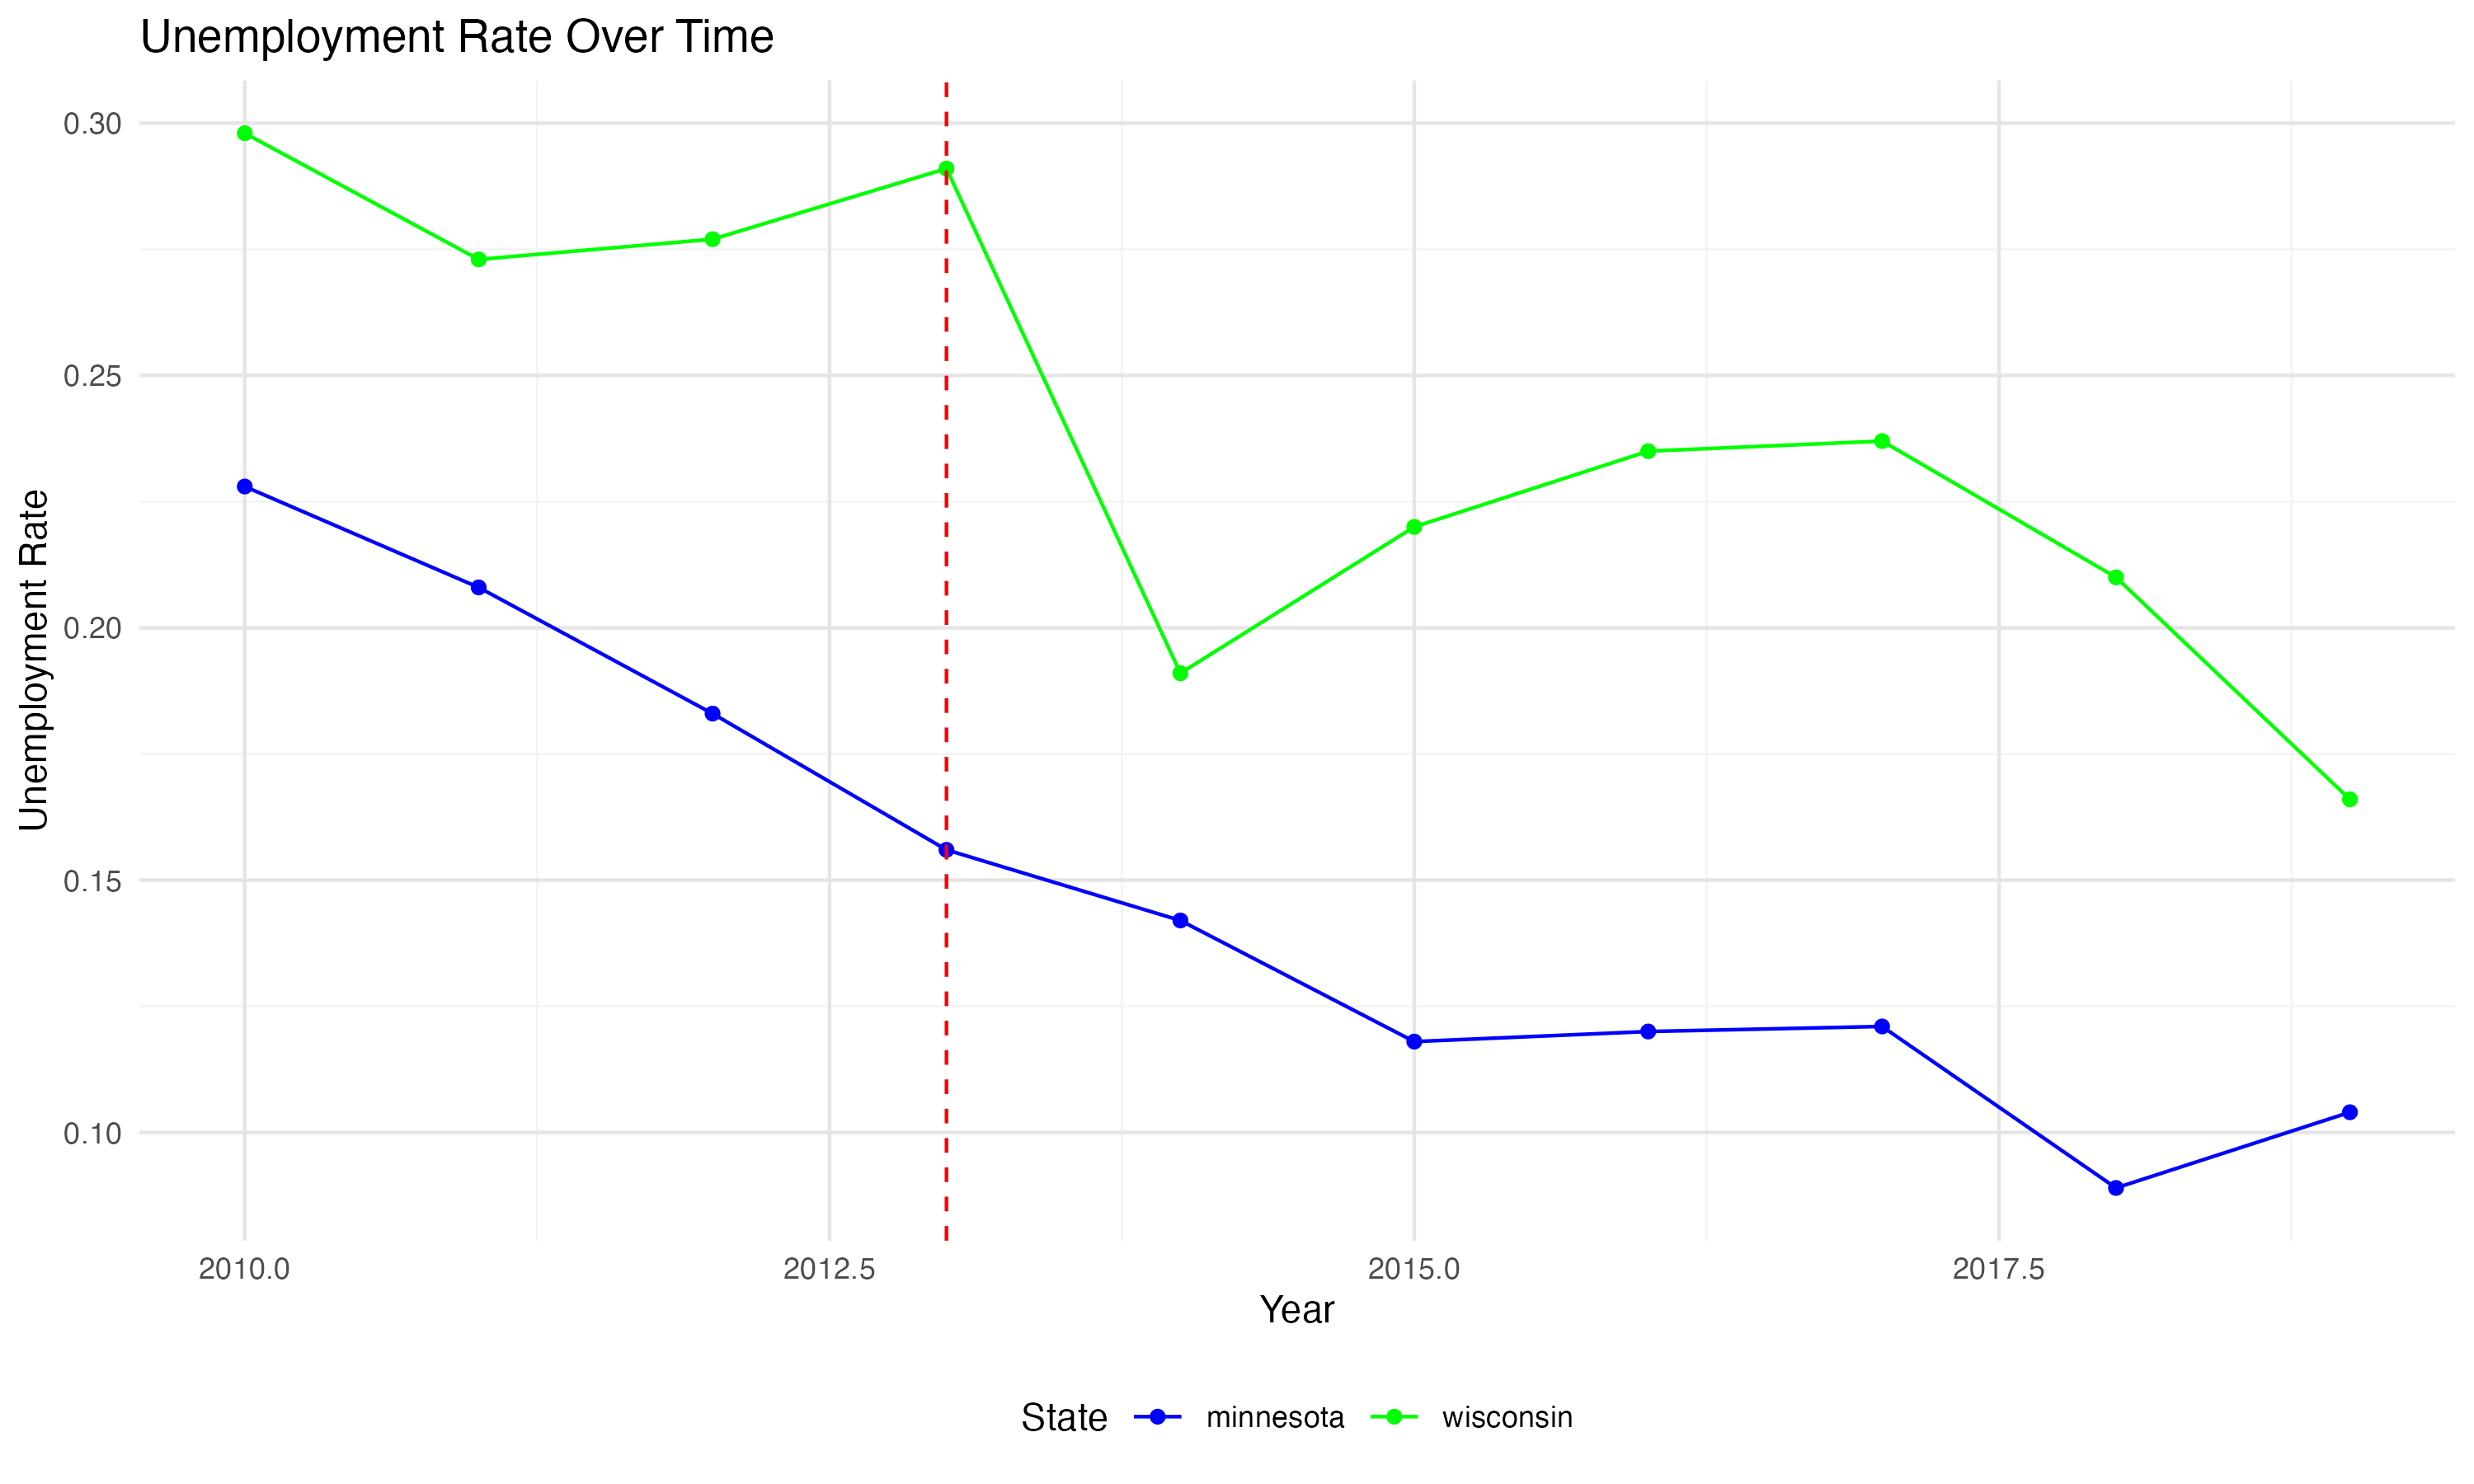 Unemployment Rate Over Time
Unemployment Rate
0.30
0.25
0.20
0.15
0.10
2010.0 2012.5 2015.0 2017.5
Year
State minnesota wisconsin